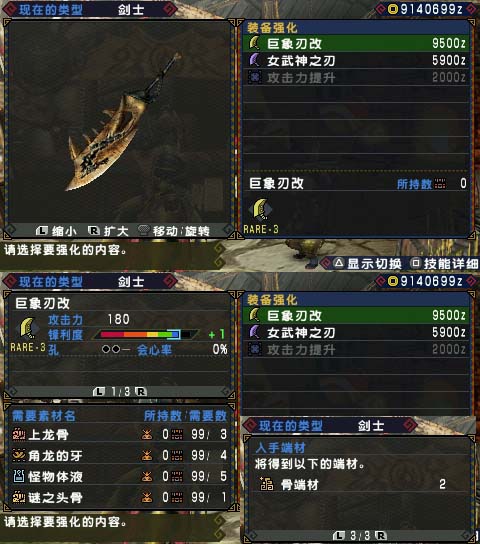 现在的类型 剑士
9140699z
装备强化
巨象刃改 9500z
女武神之刃 5900z
攻击力提升 2000z
巨象刃改 所持数 0
RARE-3
L 缩小 R 扩大 移动/旋转
请选择要强化的内容。
△显示切换 □技能详细
现在的类型 剑士
9140699z
巨象刃改
攻击力 180
锋利度 +1
RARE-3
孔 ○○— 会心率 0%
L 1/3 R
装备强化
巨象刃改 9500z
女武神之刃 5900z
攻击力提升 2000z
需要素材名 所持数/需要数
上龙骨 0 99/ 3
角龙的牙 0 99/ 4
怪物体液 0 99/ 5
谜之头骨 0 99/ 1
请选择要强化的内容。
现在的类型 剑士
入手端材
将得到以下的端材。
骨端材 2
L 3/3 R